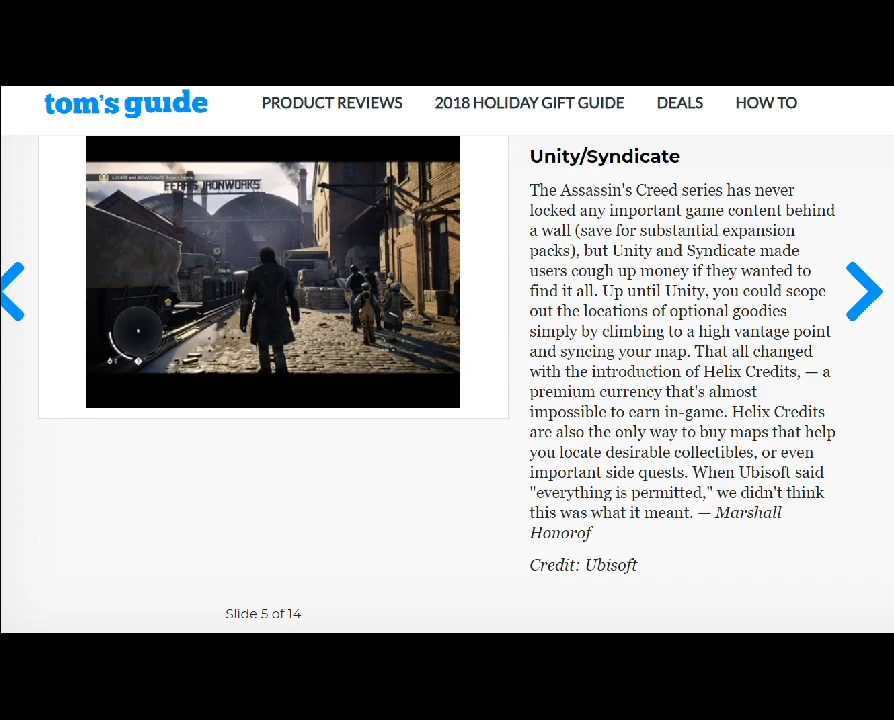 tom's guide
PRODUCT REVIEWS
2018 HOLIDAY GIFT GUIDE
DEALS
HOW TO
FERRIS IRONWORKS
Unity/Syndicate
The Assassin's Creed series has never
locked any important game content behind
a wall (save for substantial expansion
packs), but Unity and Syndicate made
users cough up money if they wanted to
find it all. Up until Unity, you could scope
out the locations of optional goodies
simply by climbing to a high vantage point
and syncing your map. That all changed
with the introduction of Helix Credits, — a
premium currency that's almost
impossible to earn in-game. Helix Credits
are also the only way to buy maps that help
you locate desirable collectibles, or even
important side quests. When Ubisoft said
"everything is permitted," we didn't think
this was what it meant. — Marshall
Honorof
Credit: Ubisoft
Slide 5 of 14